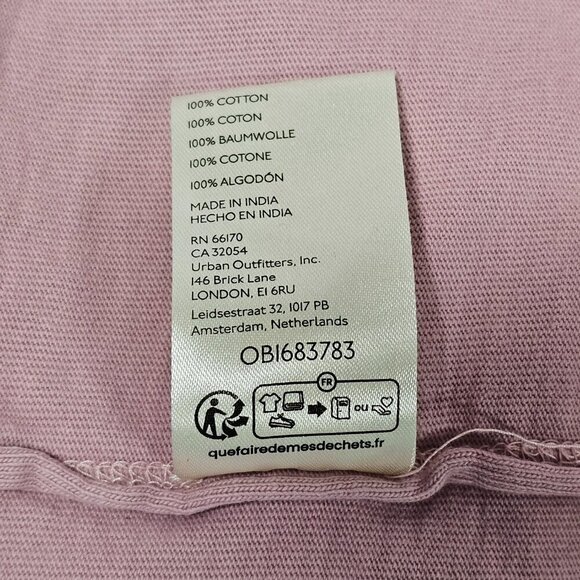 100% COTTON
100% COTON
100% BAUMWOLLE
100% COTONE
100% ALGODÓN
MADE IN INDIA
HECHO EN INDIA
RN 66170
CA 32054
Urban Outfitters, Inc.
146 Brick Lane
LONDON, E1 6RU
Leidsestraat 32, 1017 PB
Amsterdam, Netherlands
OB1683783
FR
ou
quefairedemesdechets.fr